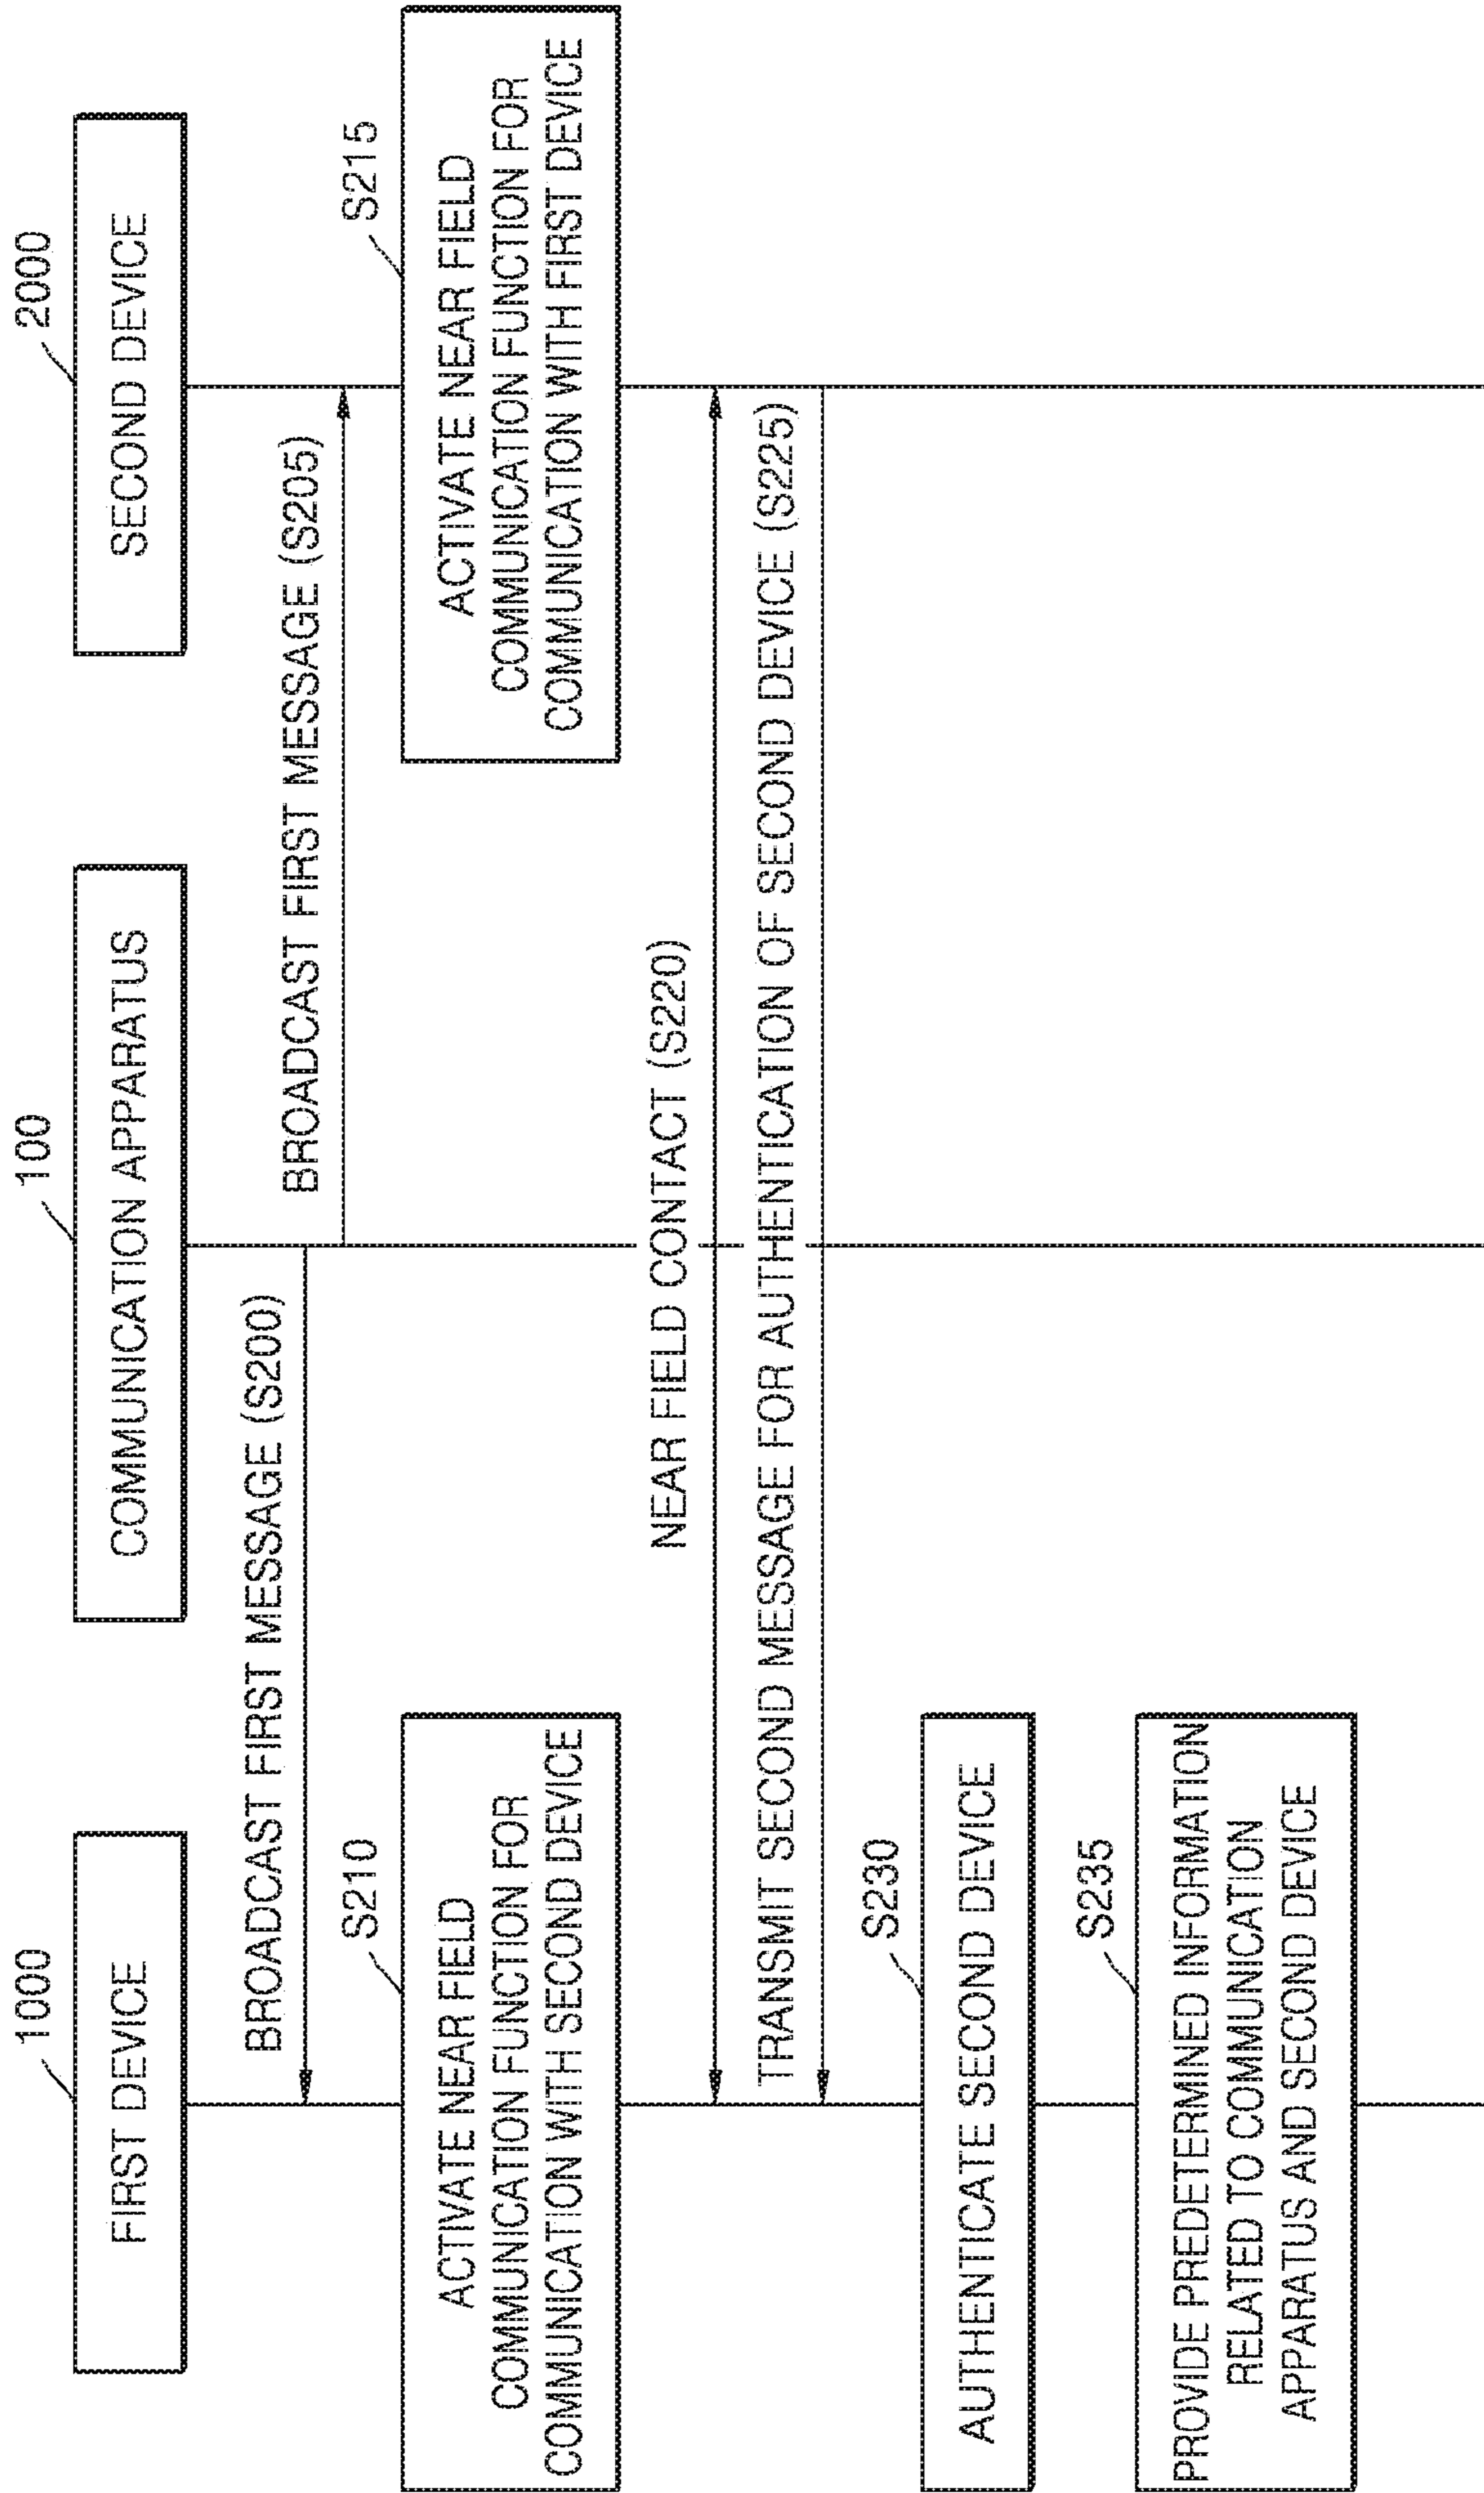 1000
100
2000
FIRST DEVICE
COMMUNICATION APPARATUS
SECOND DEVICE
BROADCAST FIRST MESSAGE (S200)
BROADCAST FIRST MESSAGE (S205)
S210
S215
ACTIVATE NEAR FIELD
COMMUNICATION FUNCTION FOR
COMMUNICATION WITH SECOND DEVICE
ACTIVATE NEAR FIELD
COMMUNICATION FUNCTION FOR
COMMUNICATION WITH FIRST DEVICE
NEAR FIELD CONTACT (S220)
TRANSMIT SECOND MESSAGE FOR AUTHENTICATION OF SECOND DEVICE (S225)
S230
AUTHENTICATE SECOND DEVICE
S235
PROVIDE PREDETERMINED INFORMATION
RELATED TO COMMUNICATION
APPARATUS AND SECOND DEVICE